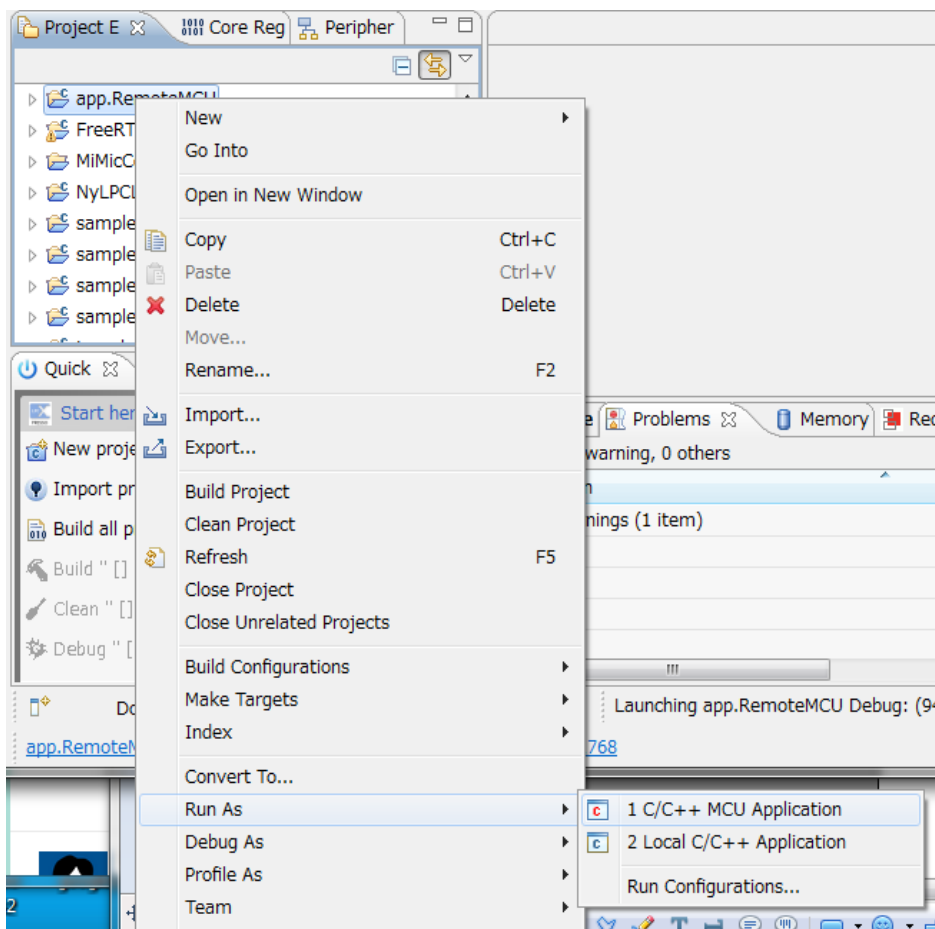 Project E
Core Reg
Peripher
app.RemoteMCU
FreeRT
MiMicC
NyLPCL
sample
sample
sample
sample
New
Go Into
Open in New Window
Copy Ctrl+C
Paste Ctrl+V
Delete Delete
Move...
Rename... F2
Import...
Export...
Build Project
Clean Project
Refresh F5
Close Project
Close Unrelated Projects
Build Configurations
Make Targets
Index
Convert To...
Run As
Debug As
Profile As
Team
1 C/C++ MCU Application
2 Local C/C++ Application
Run Configurations...
Quick
Start her
New proje
Import pr
Build all p
Build '' []
Clean '' []
Debug '' [
Do
app.RemoteM
Problems
Memory
Red
warning, 0 others
nings (1 item)
Launching app.RemoteMCU Debug: (94
768
2